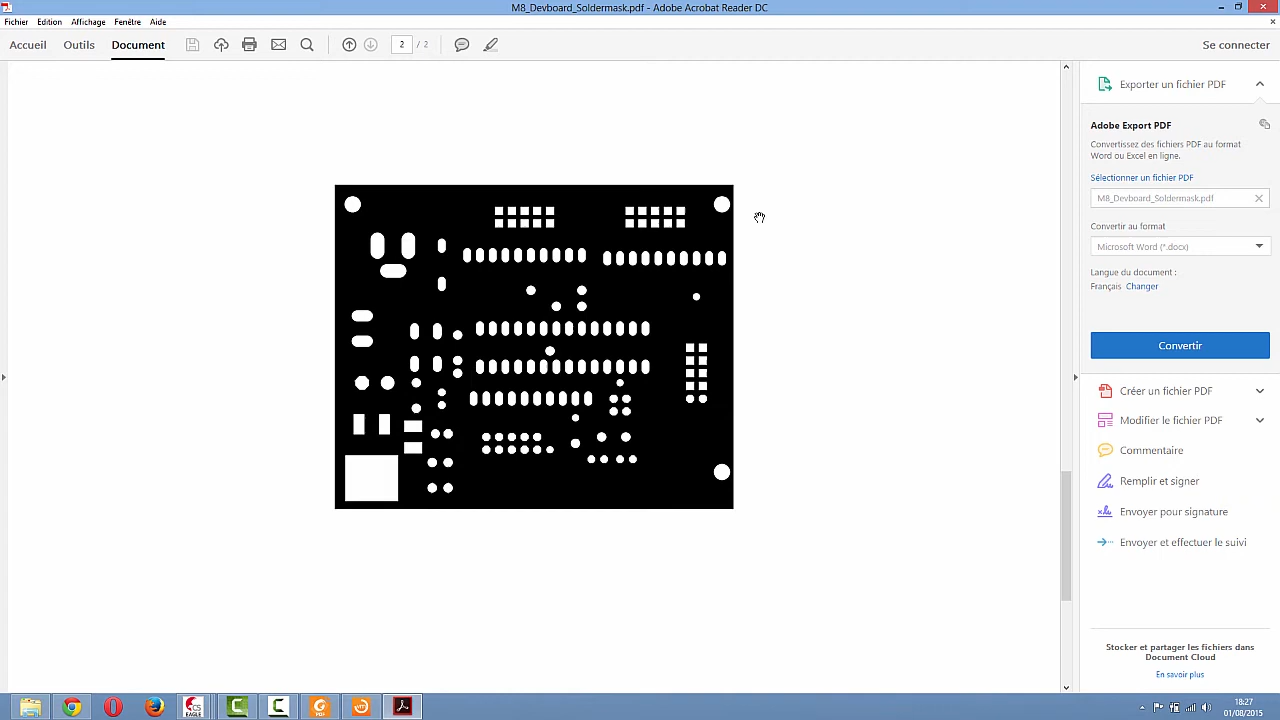 M8_Devboard_Soldermask.pdf - Adobe Acrobat Reader DC
Fichier Edition Affichage Fenêtre Aide
Accueil Outils Document 2 / 2 Se connecter
Exporter un fichier PDF
Adobe Export PDF
Convertissez des fichiers PDF au format
Word ou Excel en ligne.
Sélectionner un fichier PDF
M8_Devboard_Soldermask.pdf
Convertir au format
Microsoft Word (*.docx)
Langue du document :
Français Changer
Convertir
Créer un fichier PDF
Modifier le fichier PDF
Commentaire
Remplir et signer
Envoyer pour signature
Envoyer et effectuer le suivi
Stocker et partager les fichiers dans
Document Cloud
En savoir plus
CS
EAGLE
PDF
18:27
01/08/2015